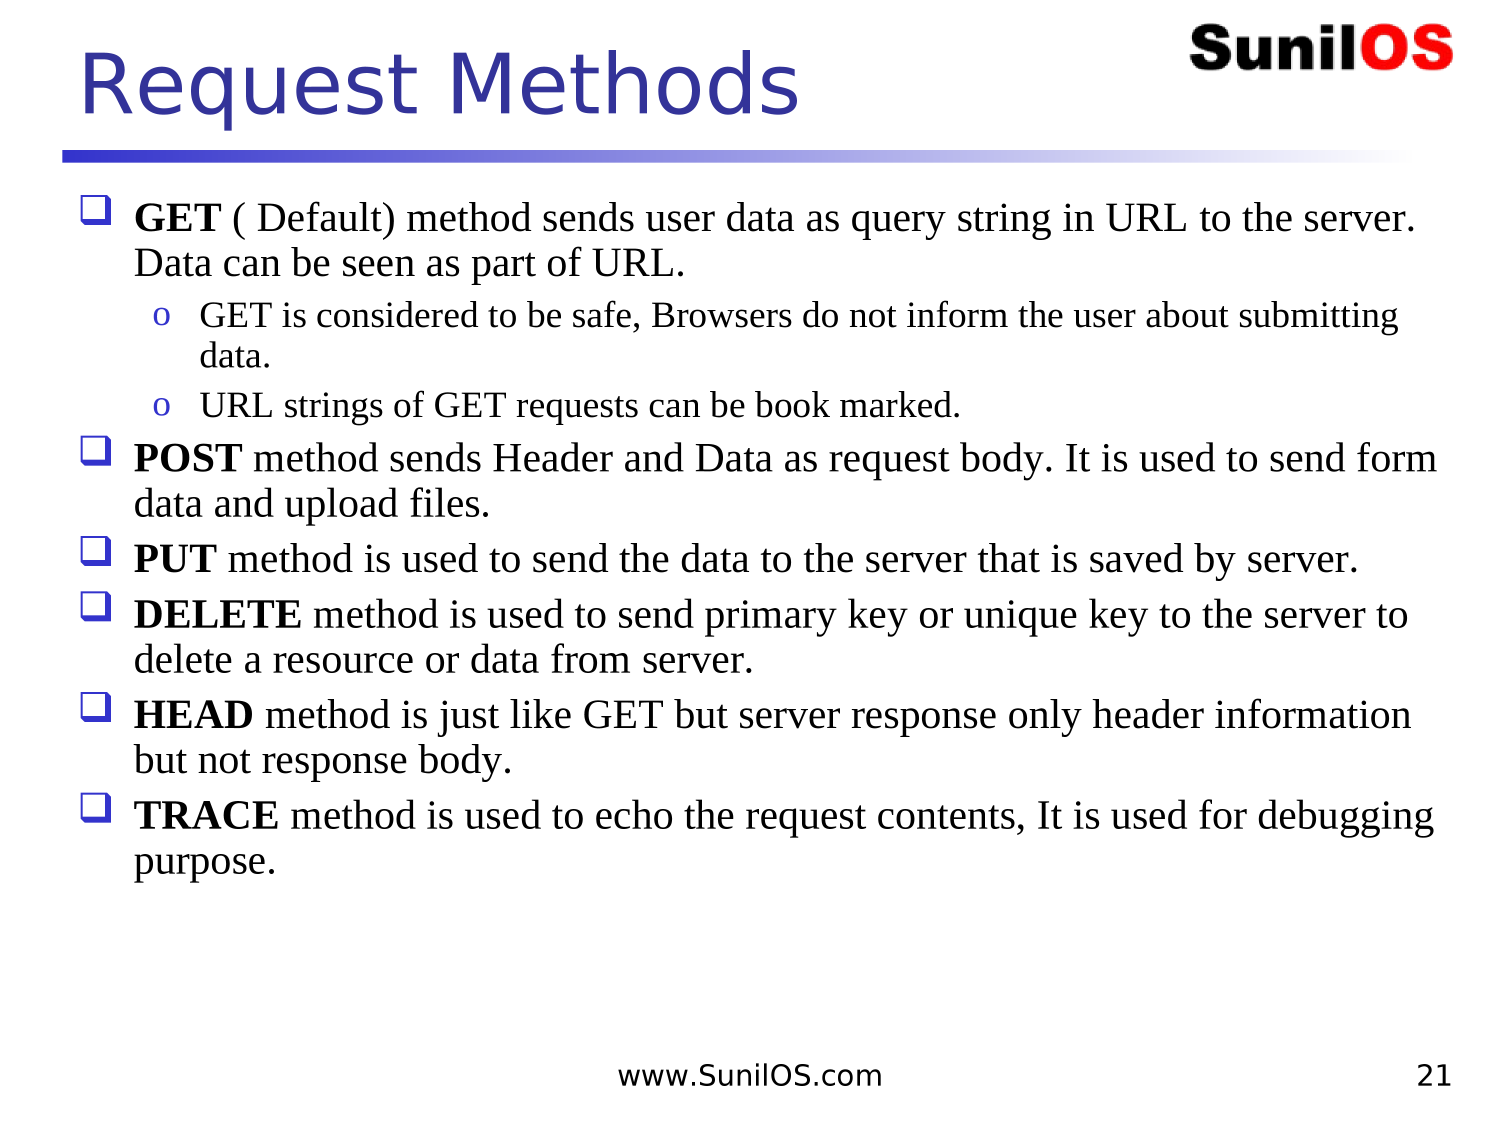 SunilOS
Request Methods
GET ( Default) method sends user data as query string in URL to the server.
Data can be seen as part of URL.
o GET is considered to be safe, Browsers do not inform the user about submitting
data.
o URL strings of GET requests can be book marked.
POST method sends Header and Data as request body. It is used to send form
data and upload files.
PUT method is used to send the data to the server that is saved by server.
DELETE method is used to send primary key or unique key to the server to
delete a resource or data from server.
HEAD method is just like GET but server response only header information
but not response body.
TRACE method is used to echo the request contents, It is used for debugging
purpose.
www.SunilOS.com
21